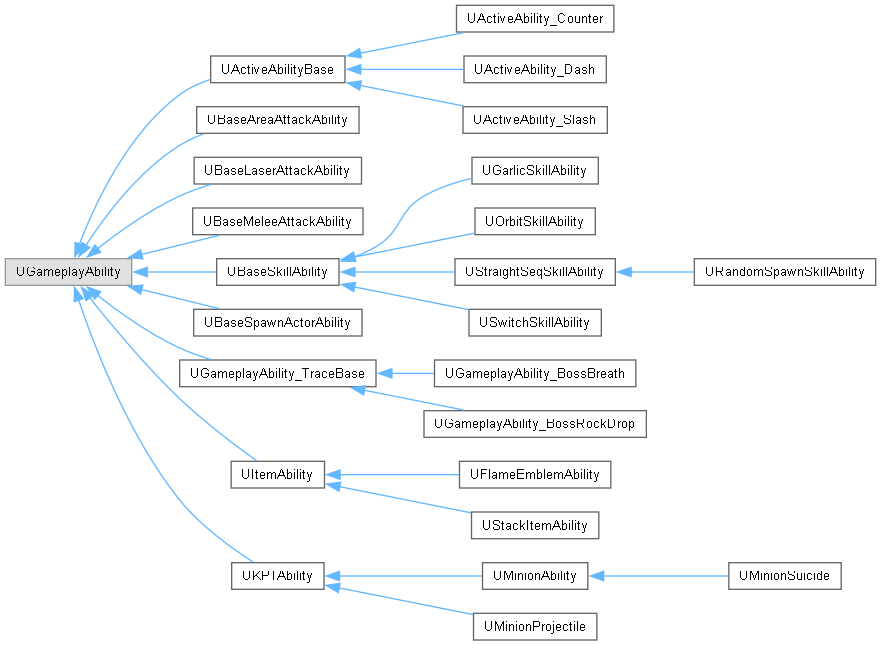 UActiveAbility_Counter
UActiveAbilityBase
UActiveAbility_Dash
UBaseAreaAttackAbility
UActiveAbility_Slash
UBaseLaserAttackAbility
UGarlicSkillAbility
UBaseMeleeAttackAbility
UOrbitSkillAbility
UGameplayAbility
UBaseSkillAbility
UStraightSeqSkillAbility
URandomSpawnSkillAbility
UBaseSpawnActorAbility
USwitchSkillAbility
UGameplayAbility_TraceBase
UGameplayAbility_BossBreath
UGameplayAbility_BossRockDrop
UItemAbility
UFlameEmblemAbility
UStackItemAbility
UKPTAbility
UMinionAbility
UMinionSuicide
UMinionProjectile